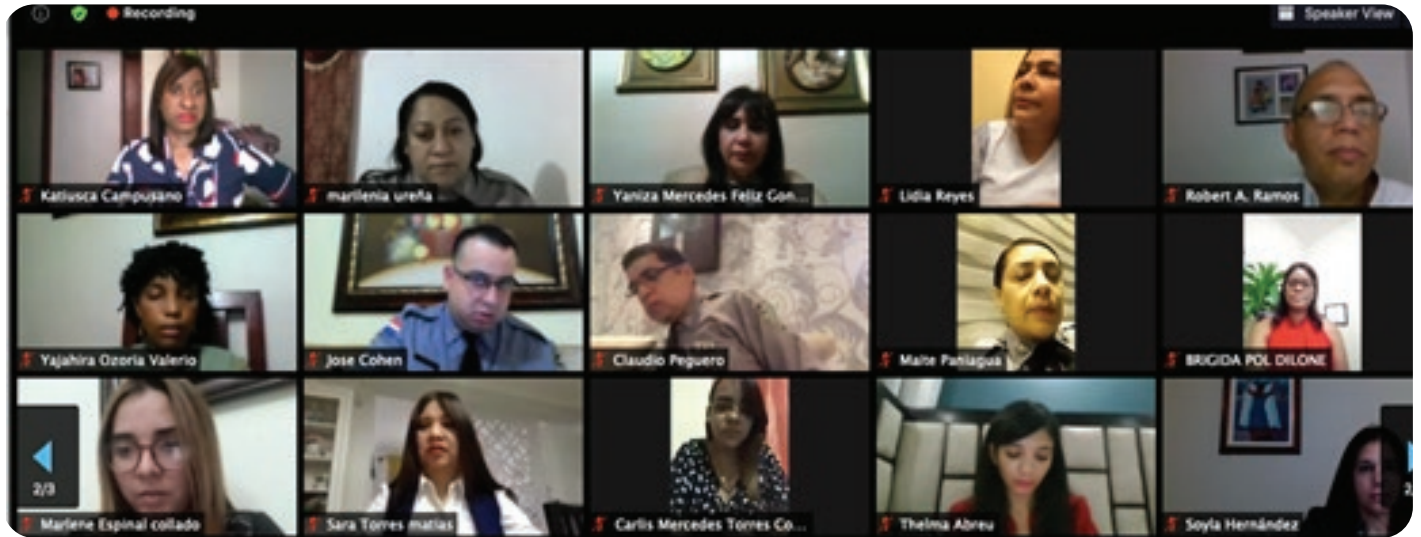 Recording
Speaker View
Katiusca Campusano
marilenia ureña
Yaniza Mercedes Feliz Gon...
Lidia Reyes
Robert A. Ramos
Yajahira Ozoria Valerio
Jose Cohen
Claudio Peguero
Maite Paniagua
BRIGIDA POL DILONE
2/3
Marlene Espinal collado
Sara Torres matias
Carlis Mercedes Torres Co...
Thelma Abreu
Soyla Hernández
2/